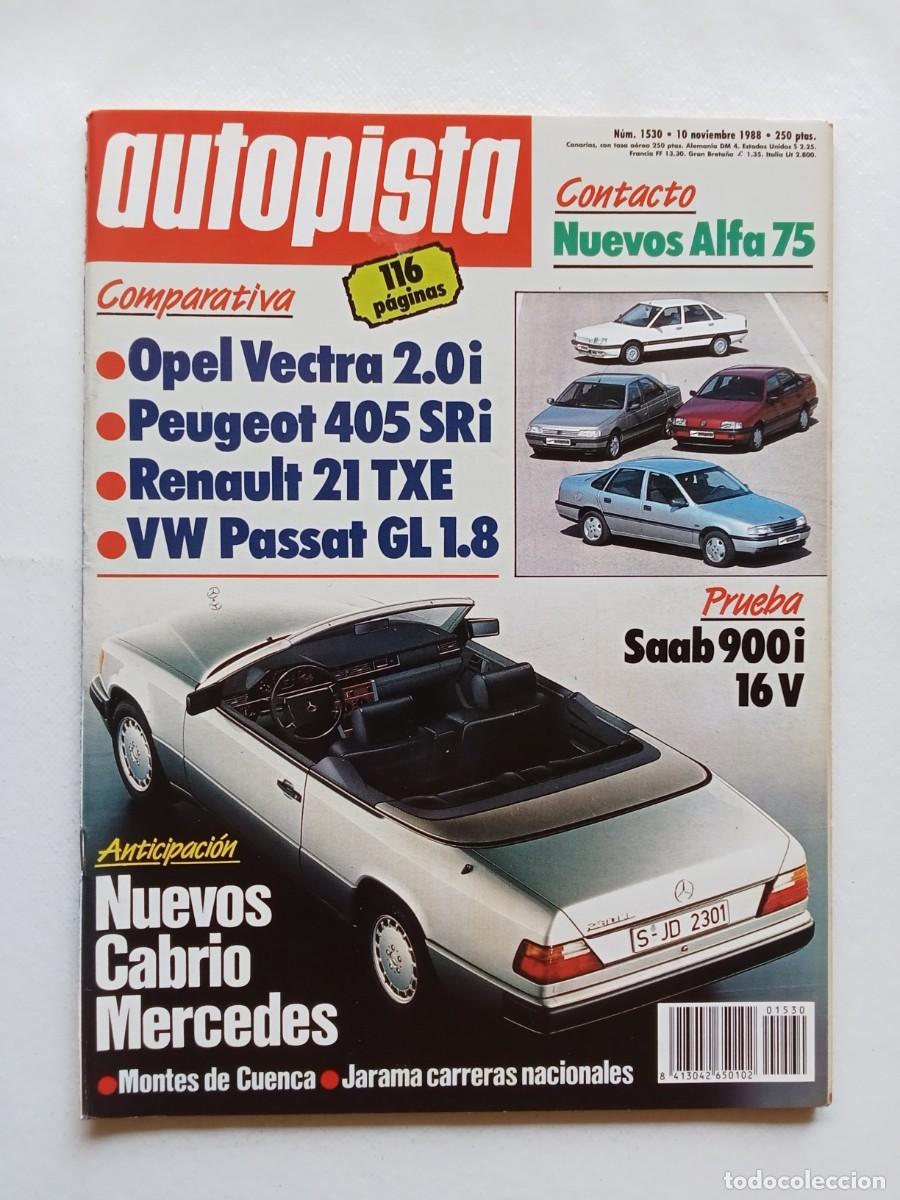 autopista
Núm. 1530 • 10 noviembre 1988 • 250 ptas.
Canarias, con tasa aérea 250 ptas. Alemania DM 4. Estados Unidos $ 2.25.
Francia FF 13.30. Gran Bretaña £ 1.35. Italia Lit 2.800.
Contacto
Nuevos Alfa 75
116
páginas
Comparativa
• Opel Vectra 2.0i
• Peugeot 405 SRi
• Renault 21 TXE
• VW Passat GL 1.8
Prueba
Saab 900i
16 V
Anticipación
Nuevos
Cabrio
Mercedes
S-JD 2301
• Montes de Cuenca • Jarama carreras nacionales
01530
8 413042 650102
todocoleccion